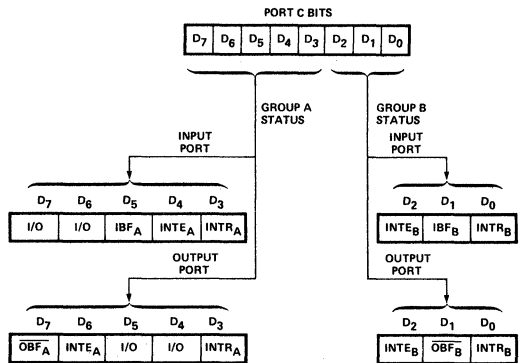 PORT C BITS
D7 D6 D5 D4 D3 D2 D1 D0
GROUP A STATUS
GROUP B STATUS
INPUT PORT
INPUT PORT
D7 D6 D5 D4 D3
I/O I/O IBFA INTEA INTRA
D2 D1 D0
INTEB IBFB INTRB
OUTPUT PORT
OUTPUT PORT
D7 D6 D5 D4 D3
O̅B̅F̅A̅ INTEA I/O I/O INTRA
D2 D1 D0
INTEB O̅B̅F̅B̅ INTRB